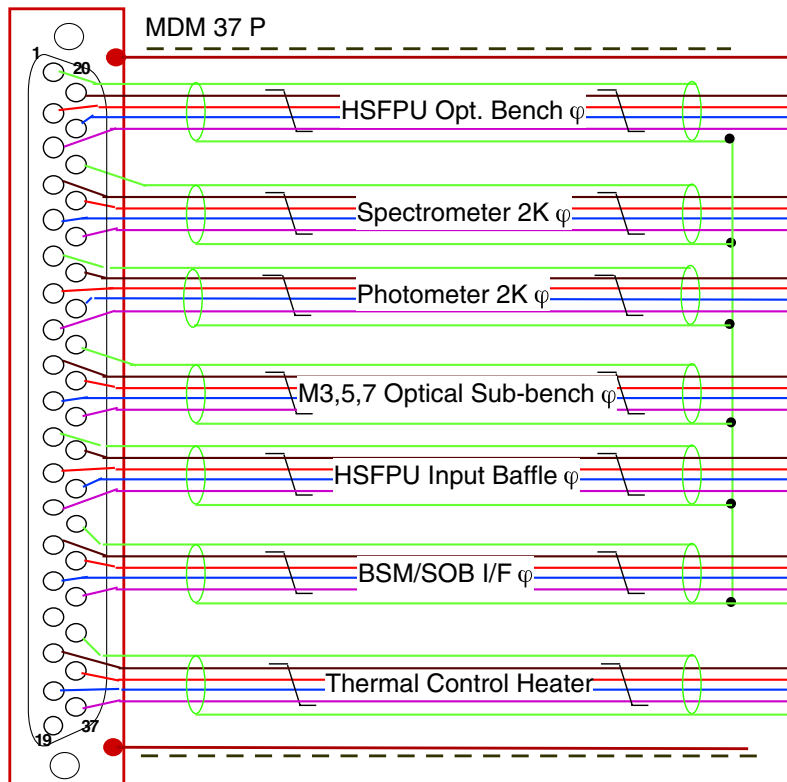 MDM 37 P
1
20
HSFPU Opt. Bench φ
Spectrometer 2K φ
Photometer 2K φ
M3,5,7 Optical Sub-bench φ
HSFPU Input Baffle φ
BSM/SOB I/F φ
Thermal Control Heater
37
19